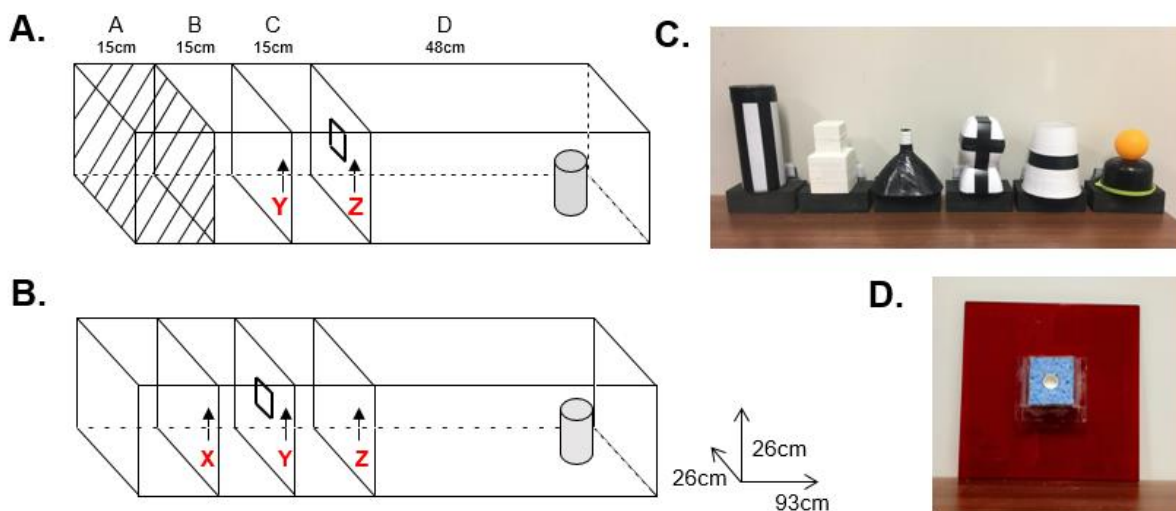 A.
A B C D
15cm 15cm 15cm 48cm
Y Z
B.
X Y Z
26cm
26cm
93cm
C.
D.